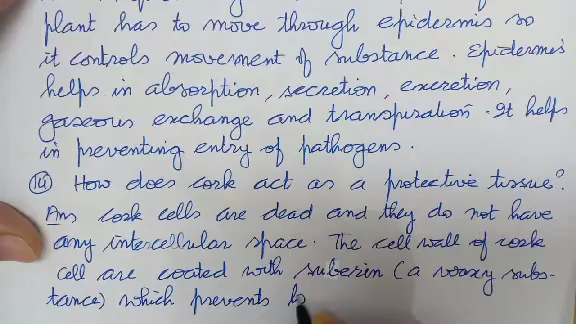 plant has to move through epidermis so
it controls movement of substance. Epidermis
helps in absorption, secretion, excretion,
gaseous exchange and transpiration. It helps
in preventing entry of pathogens.
(14) How does cork act as a protective tissue?
Ans Cork cells are dead and they do not have
any intercellular space. The cell wall of cork
cell are coated with suberin (a waxy subs-
tance) which prevents